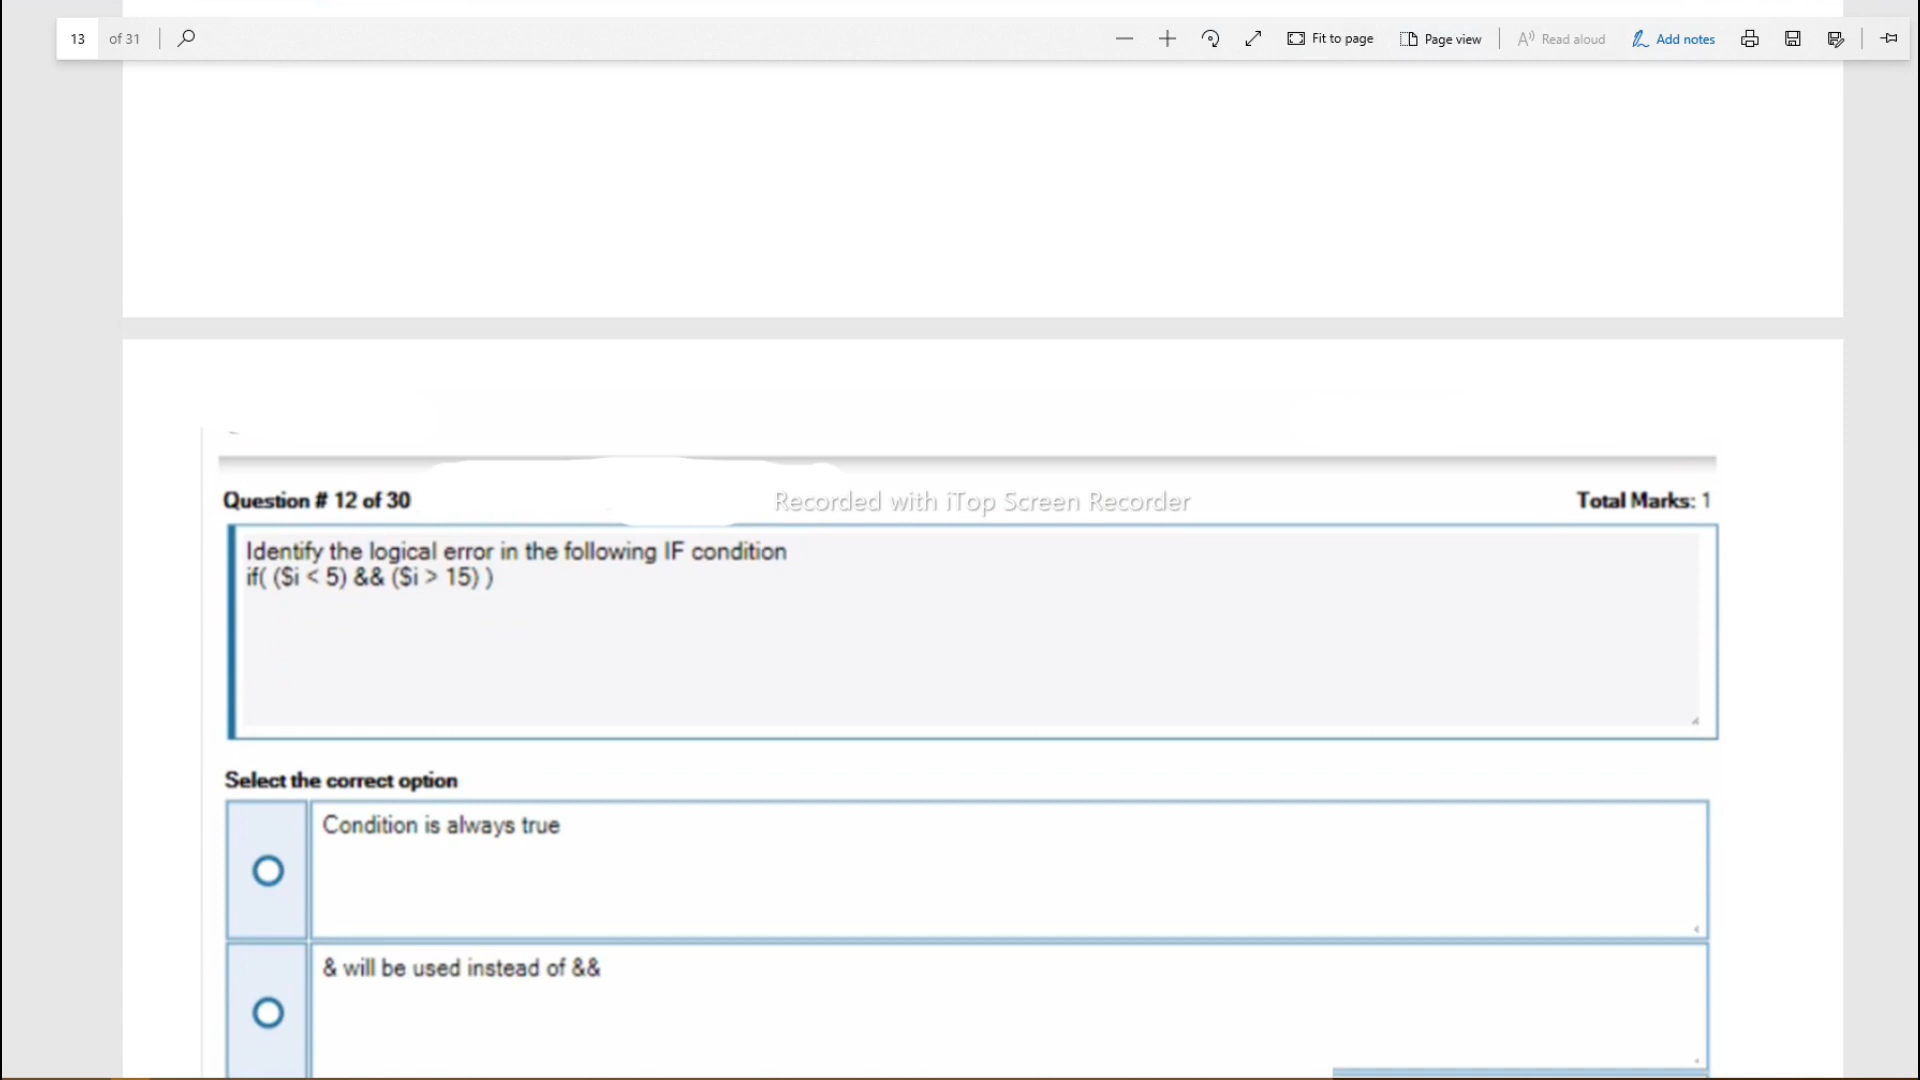 13 of 31 Fit to page Page view Read aloud Add notes
Question # 12 of 30 Recorded with iTop Screen Recorder Total Marks: 1
Identify the logical error in the following IF condition
if( ($i < 5) && ($i > 15) )
Select the correct option
Condition is always true
& will be used instead of &&